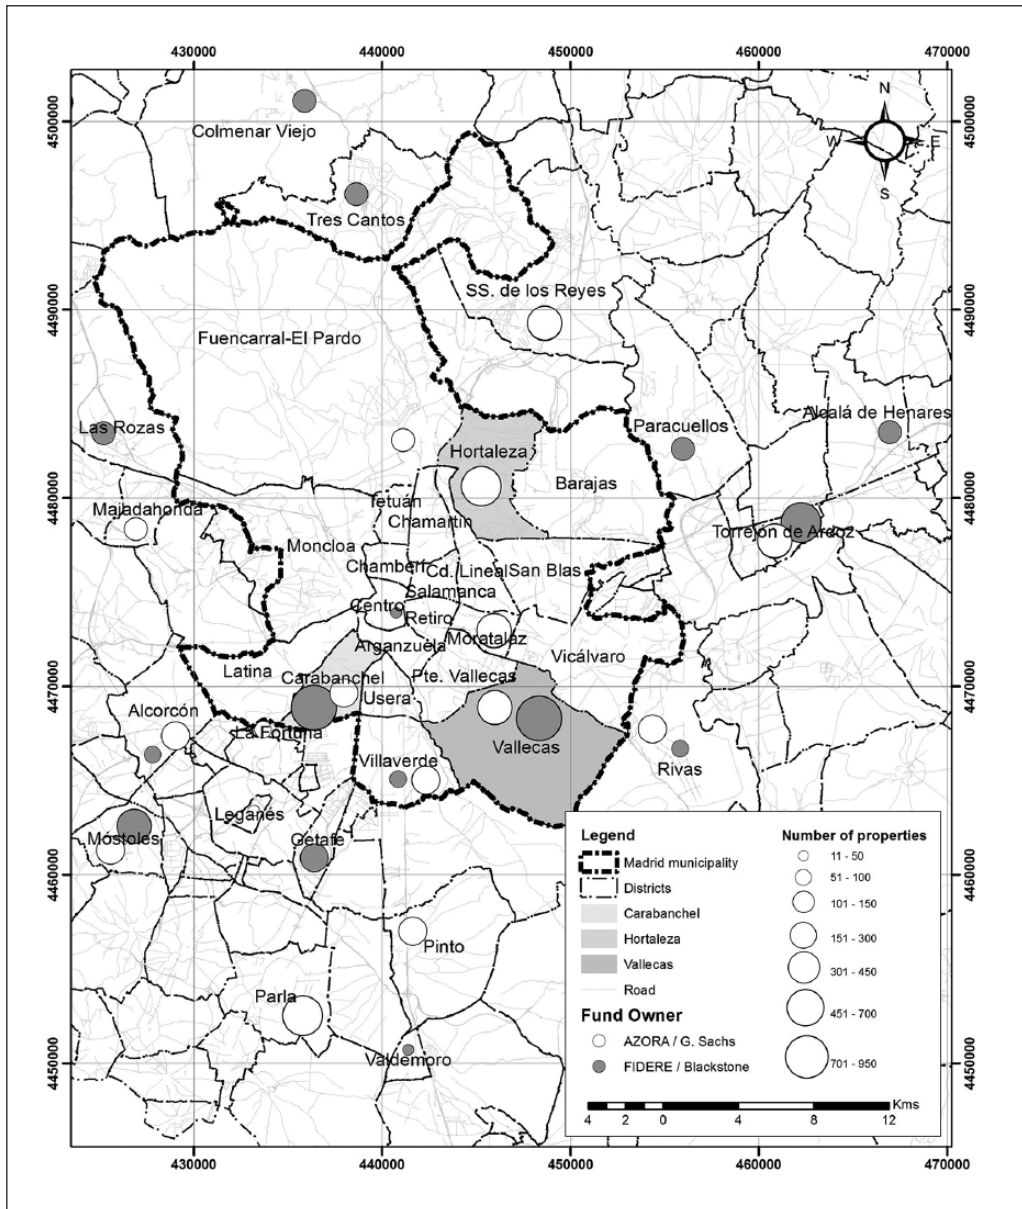 430000 440000 450000 460000 470000
N
4500000 Colmenar Viejo W E 4500000
S
Tres Cantos
SS. de los Reyes
4490000 4490000
Fuencarral-El Pardo
Las Rozas Paracuellos Alcalá de Henares
Hortaleza
Barajas
4480000 4480000
Majadahonda Tetuán
Chamartín
Torrejón de Ardoz
Moncloa
Chamberí Cd. Lineal San Blas
Salamanca
Centro
Retiro
Arganzuela Moratalaz
Vicálvaro
Latina
Carabanchel Pte. Vallecas
4470000 Usera 4470000
Alcorcón
La Fortuna Vallecas
Villaverde Rivas
Leganés
Móstoles Getafe
4460000 4460000
Pinto
Parla
Valdemoro
4450000 4450000
Legend
Madrid municipality
Districts
Carabanchel
Hortaleza
Vallecas
Road
Fund Owner
AZORA / G. Sachs
FIDERE / Blackstone
Number of properties
11 - 50
51 - 100
101 - 150
151 - 300
301 - 450
451 - 700
701 - 950
4 2 0 4 8 12 Kms
430000 440000 450000 460000 470000